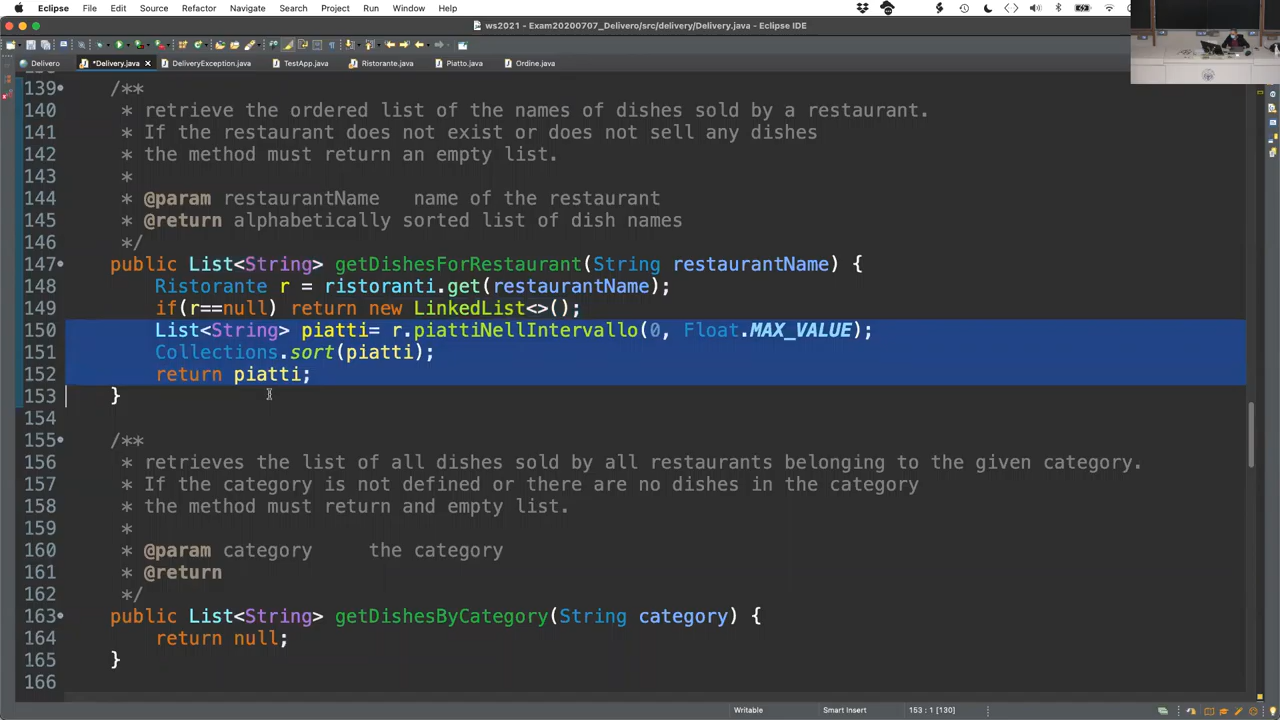 Eclipse File Edit Source Refactor Navigate Search Project Run Window Help
ws2021 - Exam20200707_Delivero/src/delivery/Delivery.java - Eclipse IDE
Delivero *Delivery.java DeliveryException.java TestApp.java Ristorante.java Piatto.java Ordine.java
139 /**
140 * retrieve the ordered list of the names of dishes sold by a restaurant.
141 * If the restaurant does not exist or does not sell any dishes
142 * the method must return an empty list.
143 *
144 * @param restaurantName name of the restaurant
145 * @return alphabetically sorted list of dish names
146 */
147 public List<String> getDishesForRestaurant(String restaurantName) {
148 Ristorante r = ristoranti.get(restaurantName);
149 if(r==null) return new LinkedList<>();
150 List<String> piatti= r.piattiNellIntervallo(0, Float.MAX_VALUE);
151 Collections.sort(piatti);
152 return piatti;
153 }
154
155 /**
156 * retrieves the list of all dishes sold by all restaurants belonging to the given category.
157 * If the category is not defined or there are no dishes in the category
158 * the method must return and empty list.
159 *
160 * @param category the category
161 * @return
162 */
163 public List<String> getDishesByCategory(String category) {
164 return null;
165 }
166
Writable Smart Insert 153 : 1 [130]